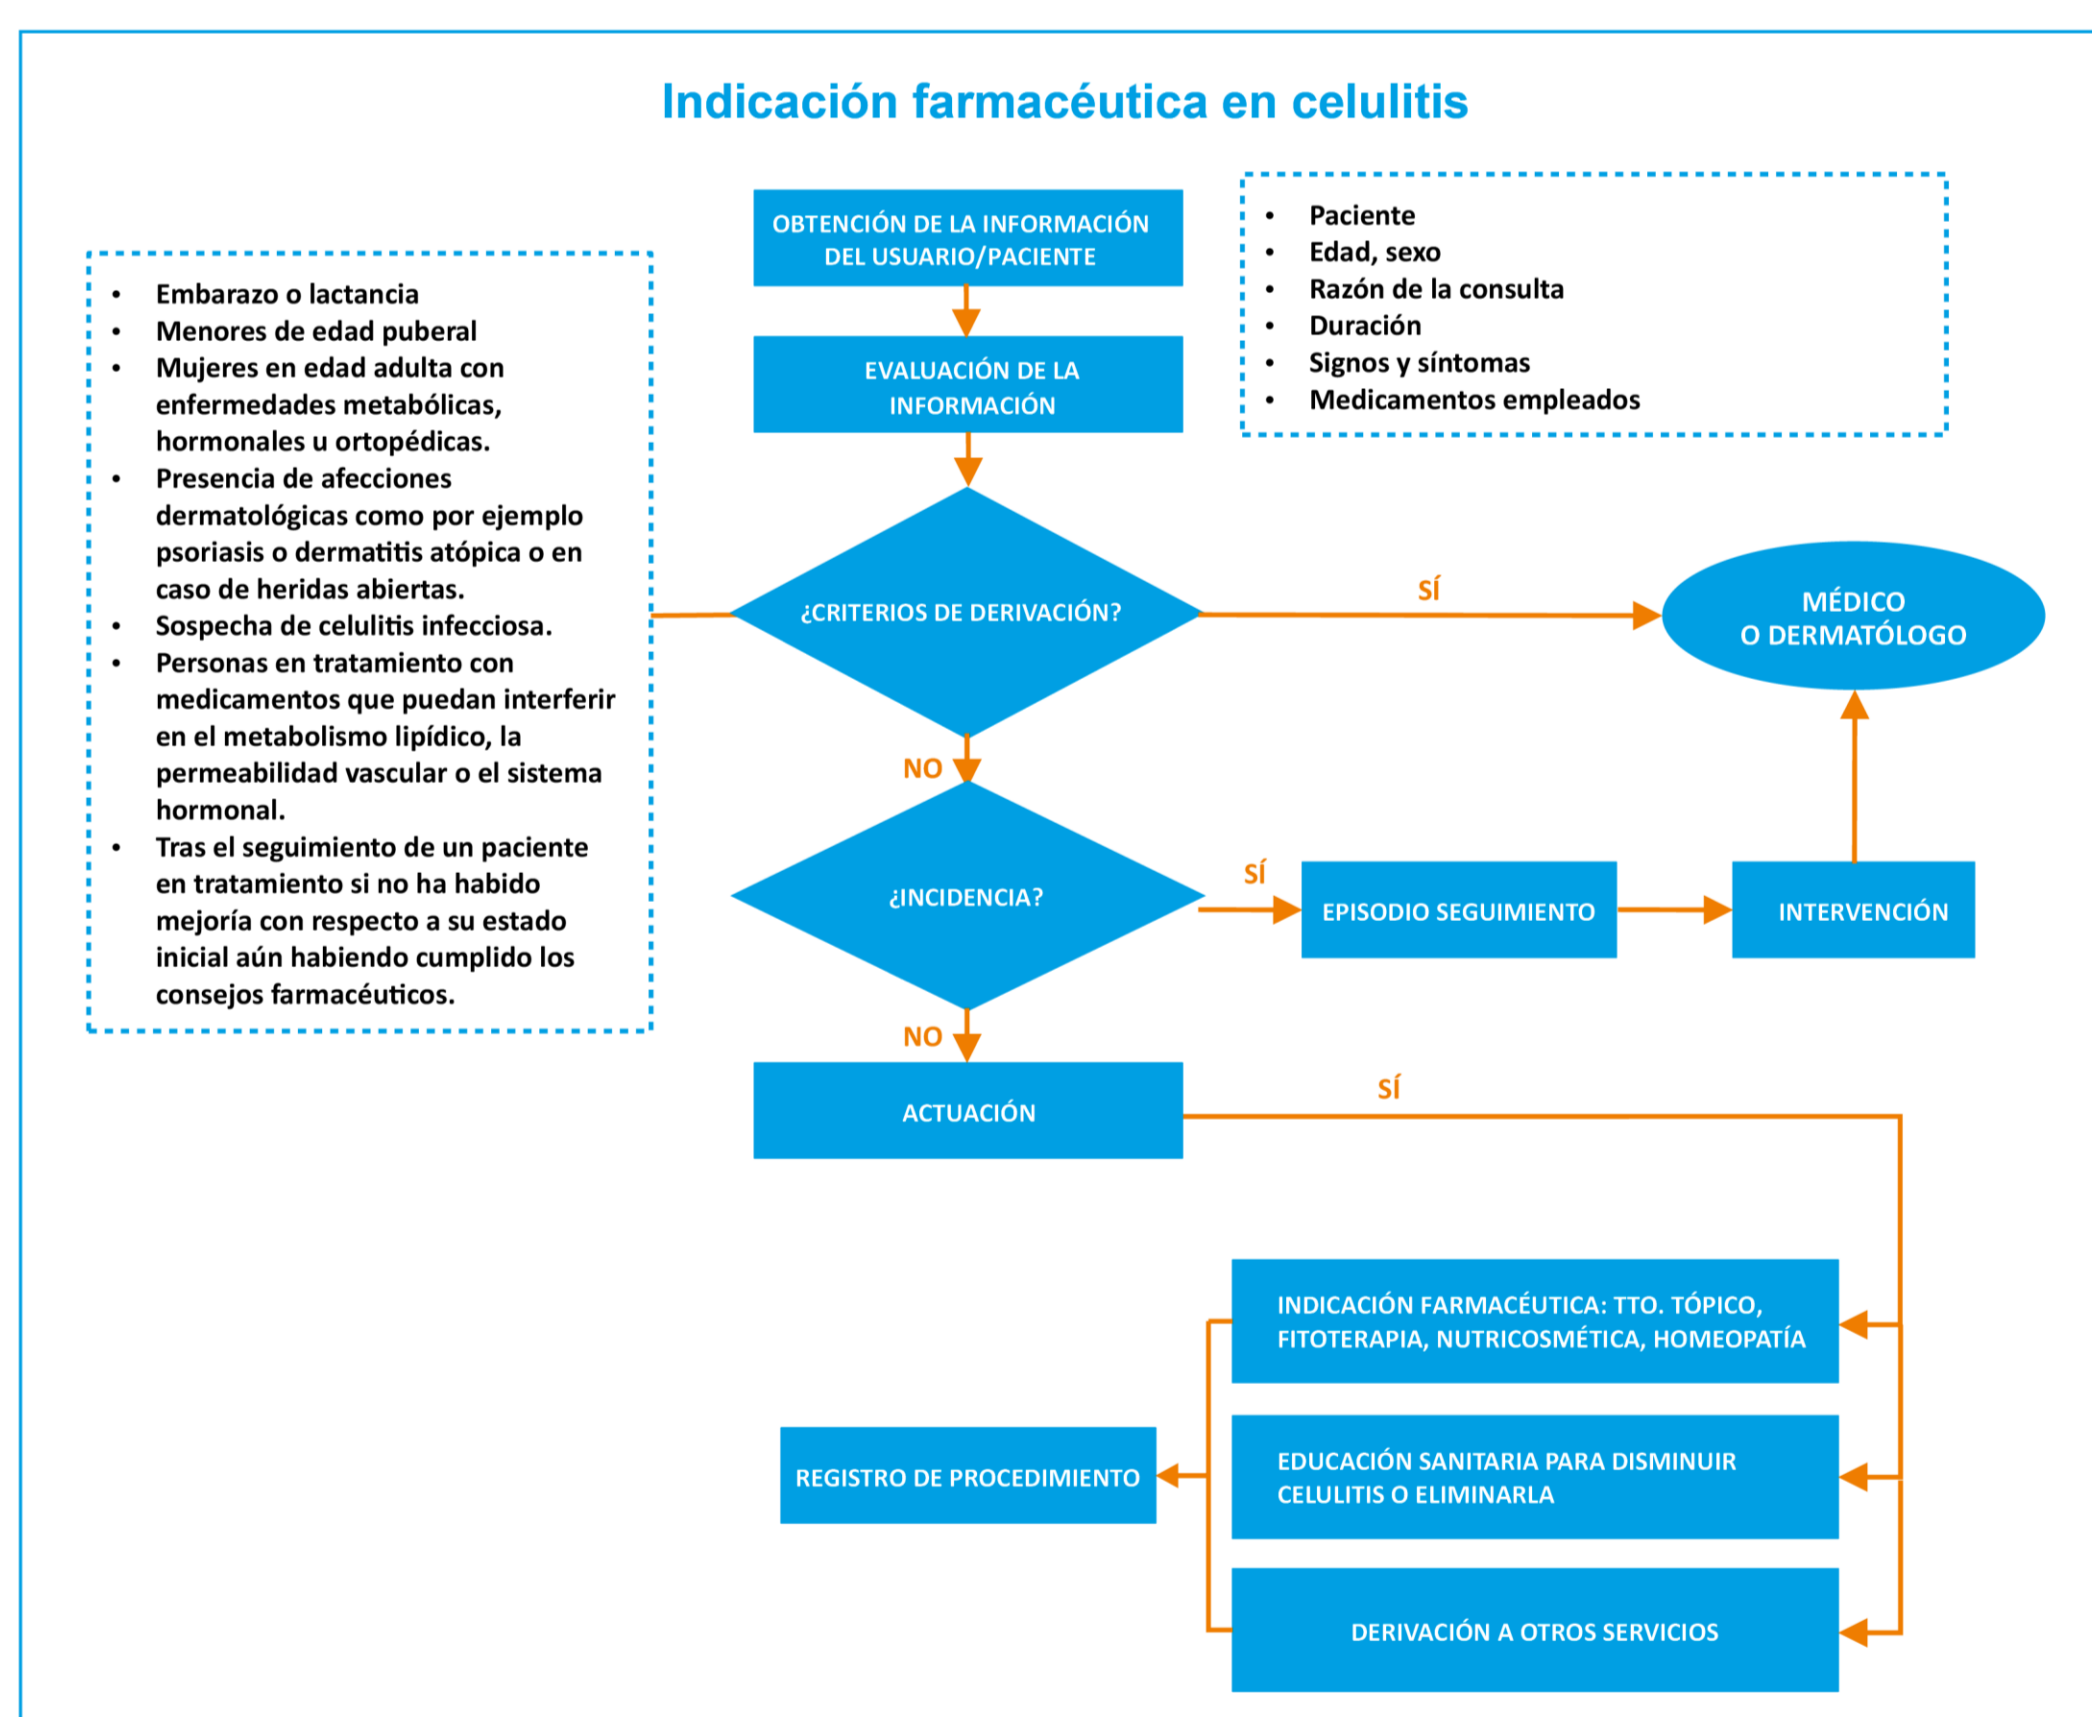 Indicación farmacéutica en celulitis
OBTENCIÓN DE LA INFORMACIÓN
DEL USUARIO/PACIENTE
• Paciente
• Edad, sexo
• Razón de la consulta
• Duración
• Signos y síntomas
• Medicamentos empleados
EVALUACIÓN DE LA
INFORMACIÓN
• Embarazo o lactancia
• Menores de edad puberal
• Mujeres en edad adulta con
enfermedades metabólicas,
hormonales u ortopédicas.
• Presencia de afecciones
dermatológicas como por ejemplo
psoriasis o dermatitis atópica o en
caso de heridas abiertas.
• Sospecha de celulitis infecciosa.
• Personas en tratamiento con
medicamentos que puedan interferir
en el metabolismo lipídico, la
permeabilidad vascular o el sistema
hormonal.
• Tras el seguimiento de un paciente
en tratamiento si no ha habido
mejoría con respecto a su estado
inicial aún habiendo cumplido los
consejos farmacéuticos.
¿CRITERIOS DE DERIVACIÓN?
SÍ
MÉDICO
O DERMATÓLOGO
NO
¿INCIDENCIA?
SÍ
EPISODIO SEGUIMIENTO
INTERVENCIÓN
NO
ACTUACIÓN
SÍ
INDICACIÓN FARMACÉUTICA: TTO. TÓPICO,
FITOTERAPIA, NUTRICOSMÉTICA, HOMEOPATÍA
EDUCACIÓN SANITARIA PARA DISMINUIR
CELULITIS O ELIMINARLA
REGISTRO DE PROCEDIMIENTO
DERIVACIÓN A OTROS SERVICIOS